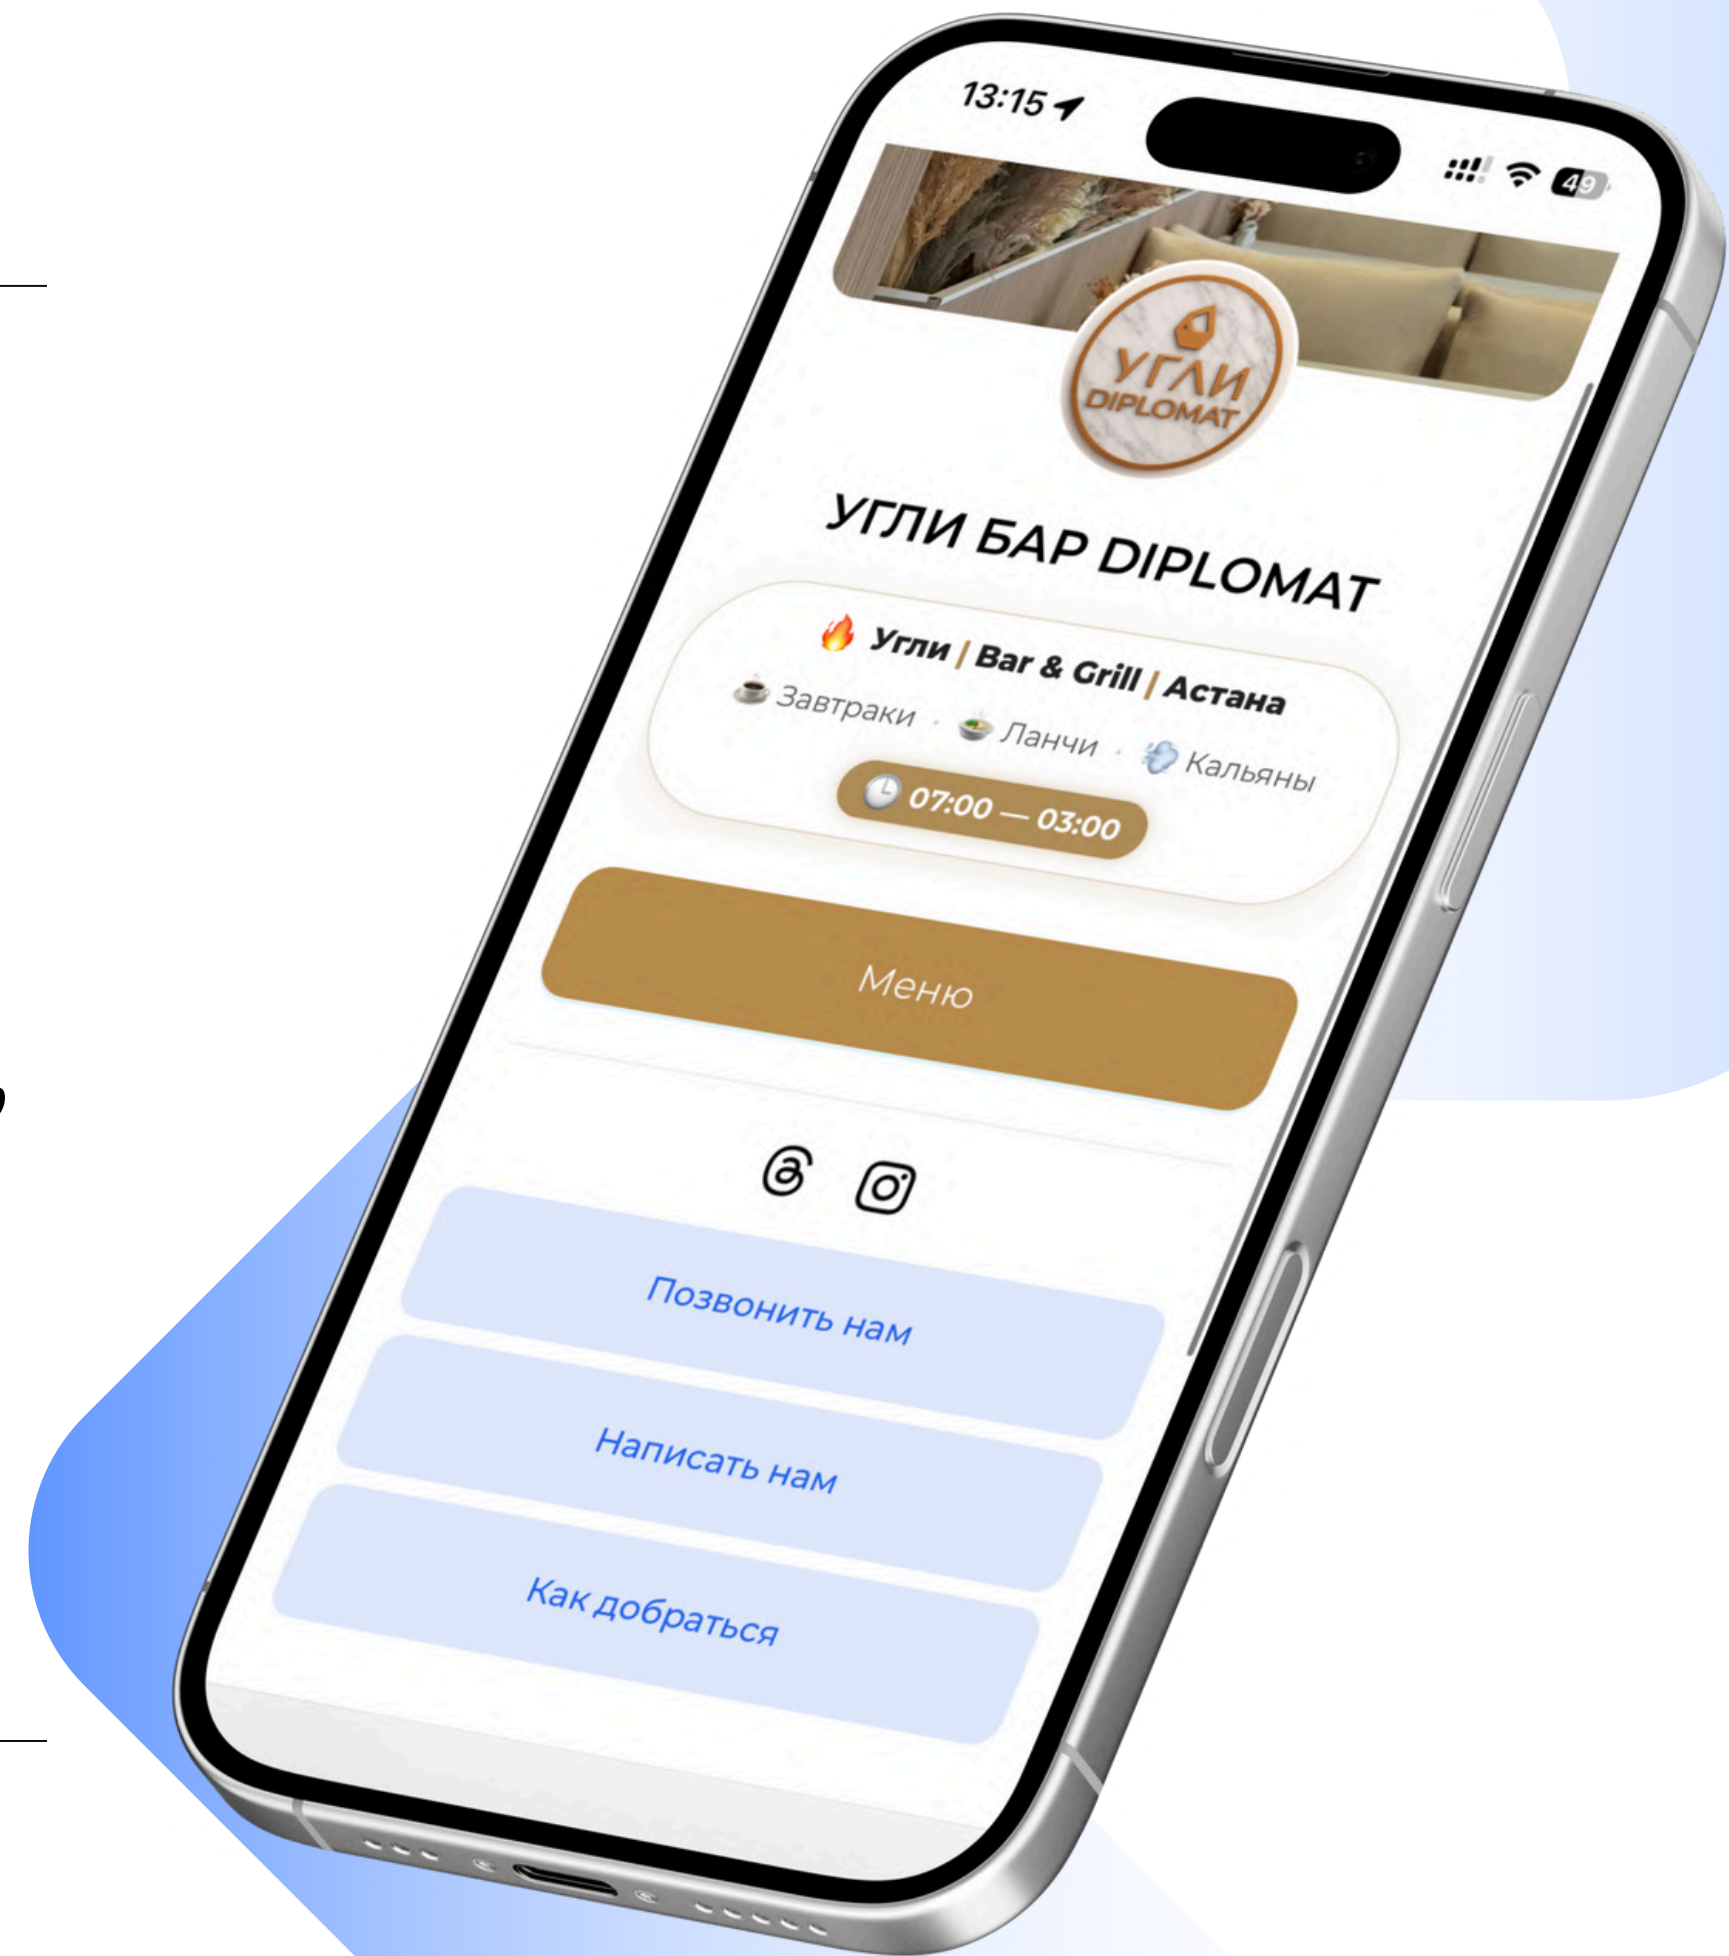 13:15
49
УГЛИ
DIPLOMAT
УГЛИ БАР DIPLOMAT
🔥 Угли | Bar & Grill | Астана
☕ Завтраки · 🍲 Ланчи · 💨 Кальяны
🕒 07:00 — 03:00
Меню
Позвонить нам
Написать нам
Как добраться